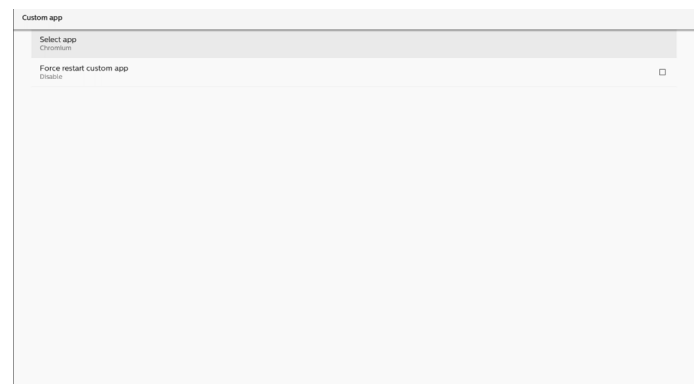 Custom app
Select app
Chromium
Force restart custom app
Disable